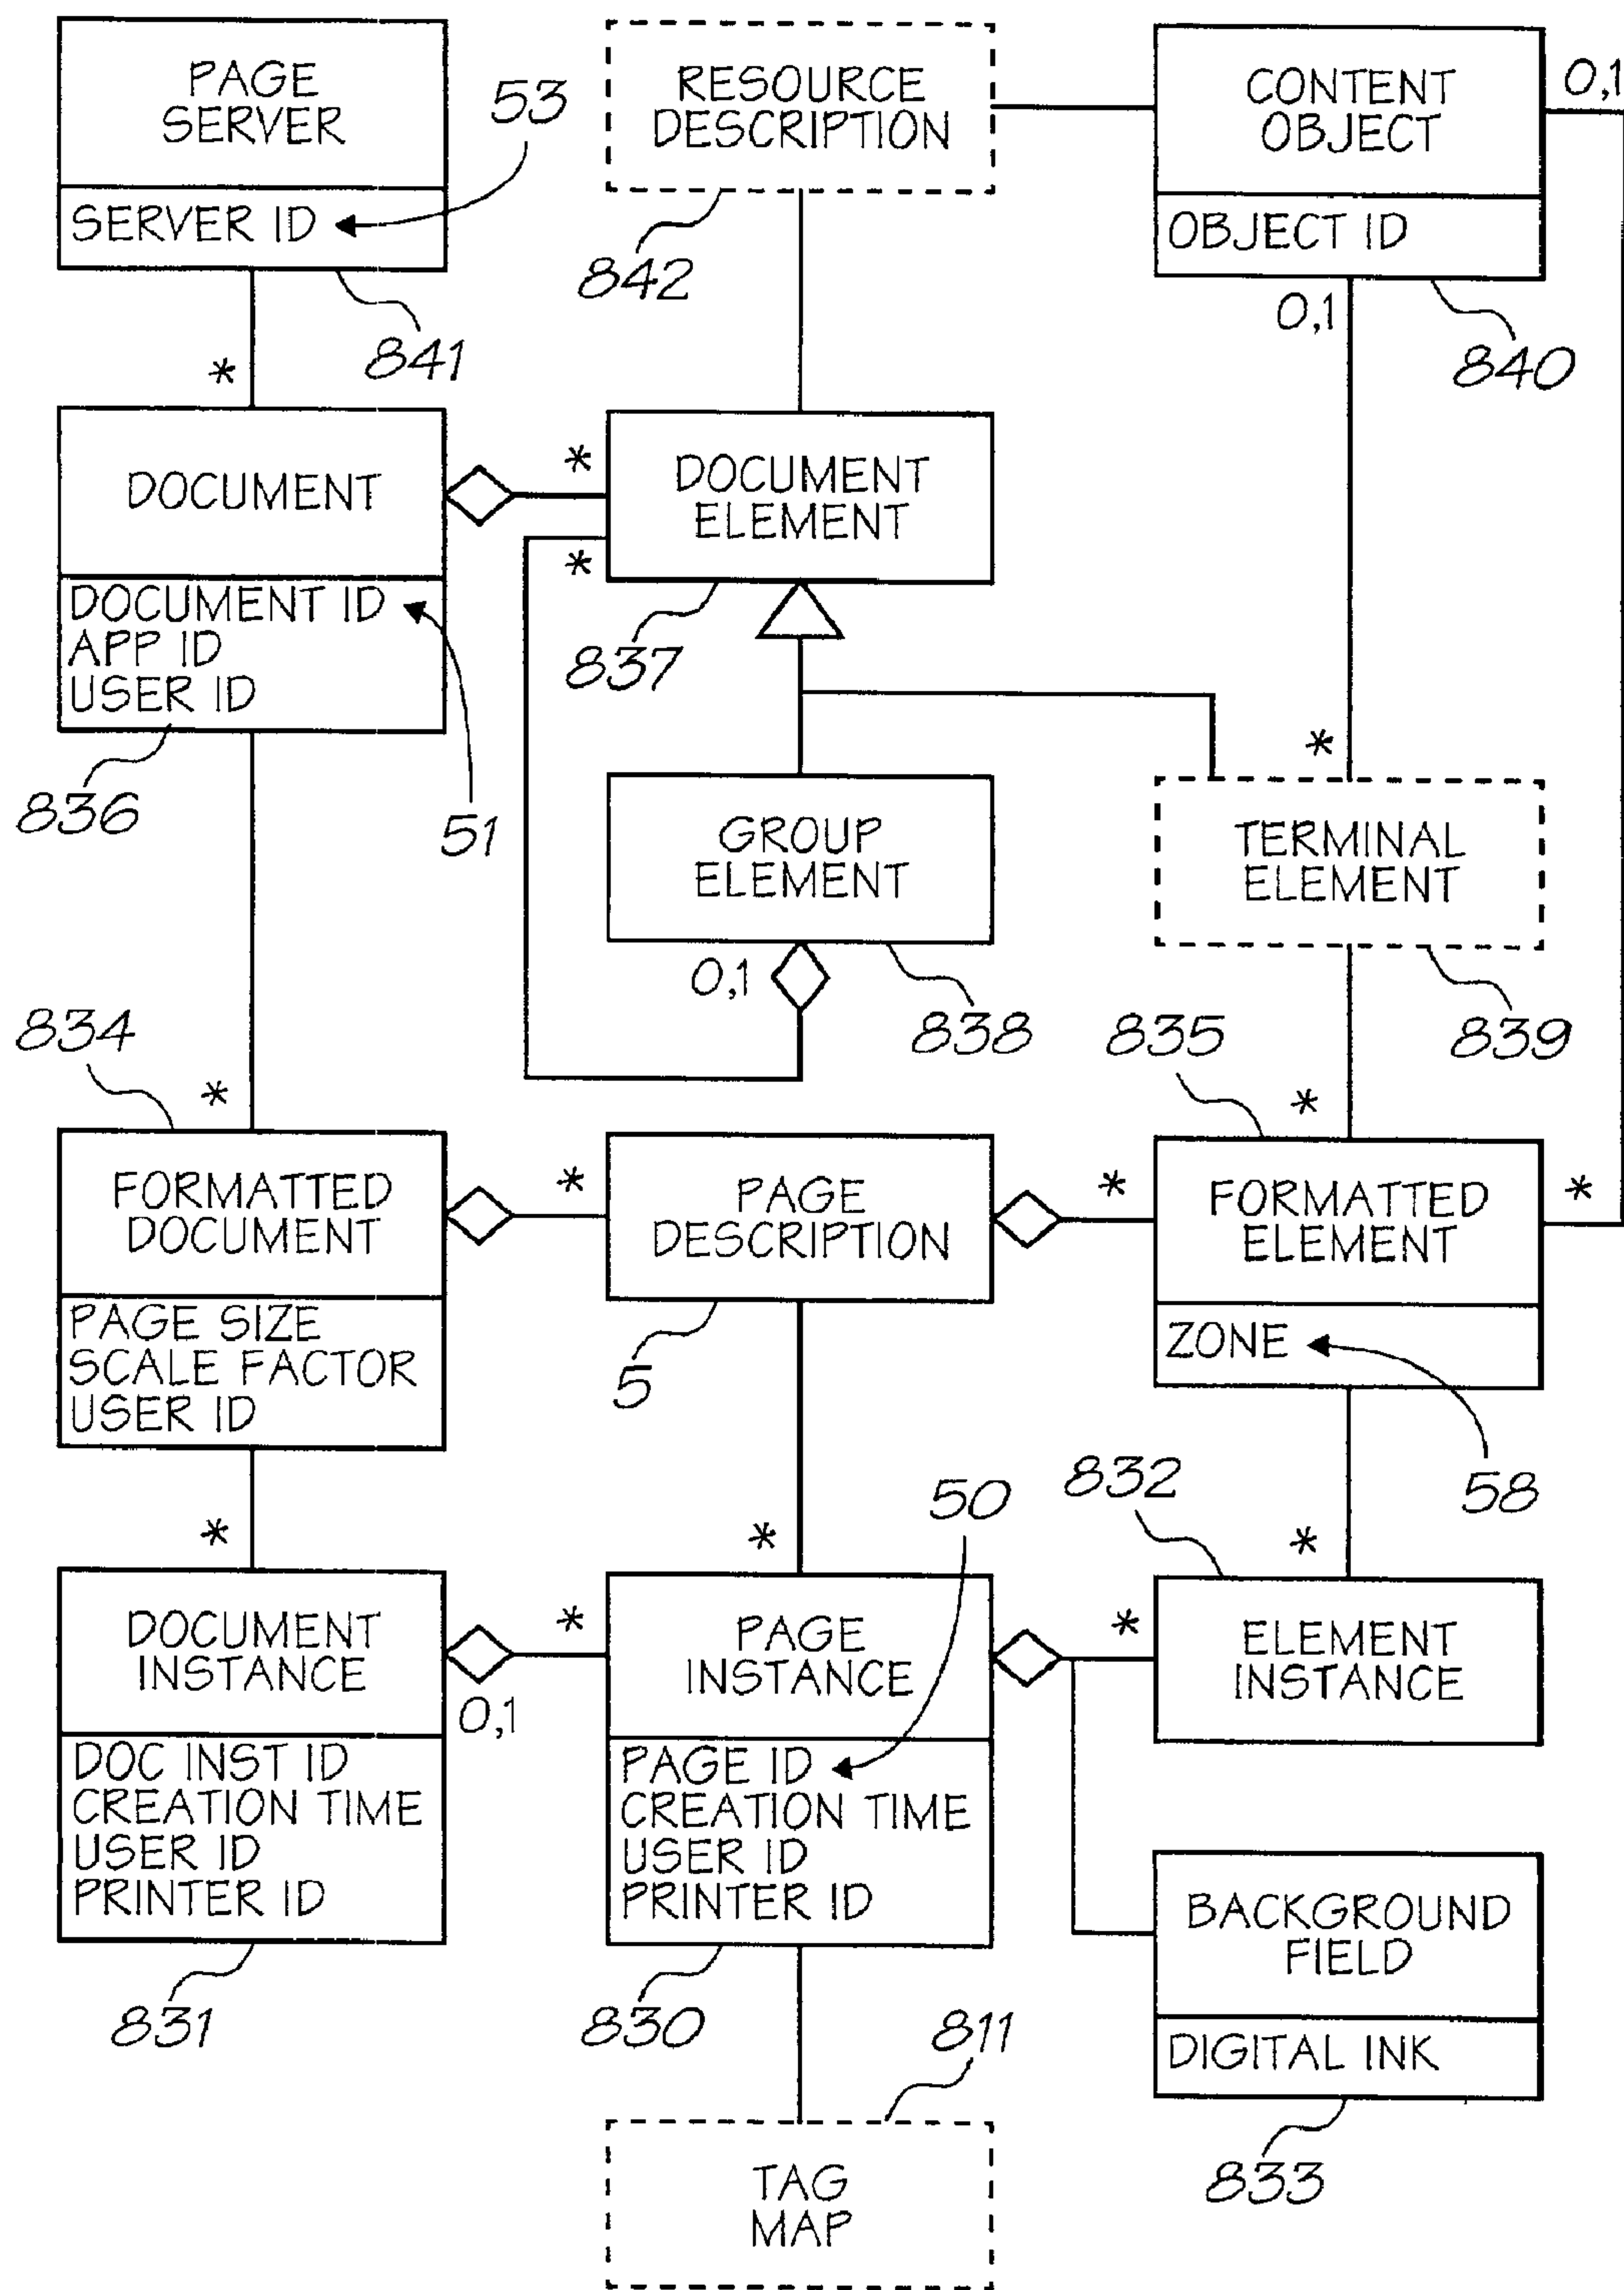 PAGE
SERVER
SERVER ID
53
841
*
RESOURCE
DESCRIPTION
842
CONTENT
OBJECT
OBJECT ID
0,1
0,1
840
DOCUMENT
DOCUMENT ID
APP ID
USER ID
836
51
*
*
DOCUMENT
ELEMENT
837
GROUP
ELEMENT
0,1
838
*
TERMINAL
ELEMENT
839
834
*
FORMATTED
DOCUMENT
PAGE SIZE
SCALE FACTOR
USER ID
*
PAGE
DESCRIPTION
5
835
*
*
FORMATTED
ELEMENT
*
ZONE
58
*
DOCUMENT
INSTANCE
0,1
DOC INST ID
CREATION TIME
USER ID
PRINTER ID
831
*
*
50
PAGE
INSTANCE
PAGE ID
CREATION TIME
USER ID
PRINTER ID
830
832
*
*
ELEMENT
INSTANCE
BACKGROUND
FIELD
DIGITAL INK
833
811
TAG
MAP